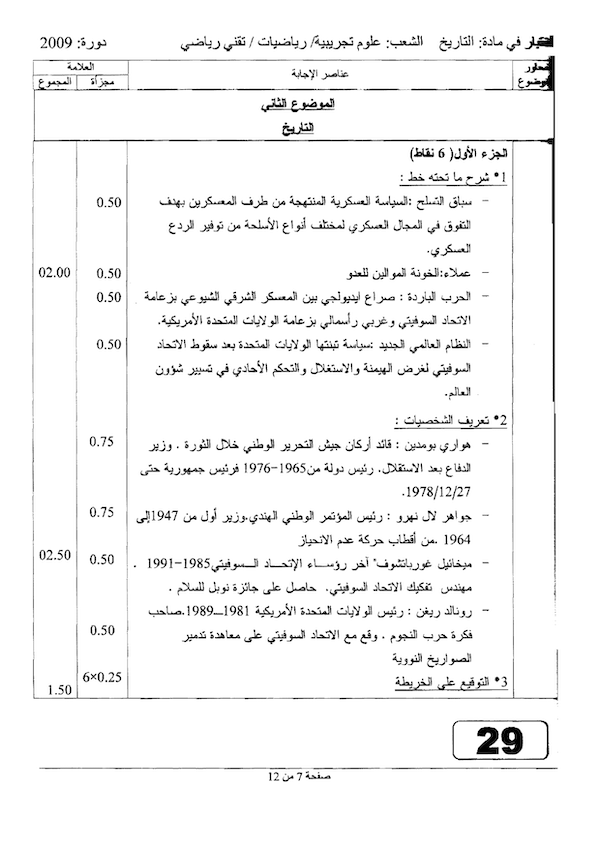 اختبار في مادة: التاريخ الشعب: علوم تجريبية/ رياضيات / تقني رياضي دورة: 2009
محاور الموضوع
عناصر الإجابة
العلامة
مجزأة المجموع
الموضوع الثاني
التاريخ
الجزء الأول( 6 نقاط)
1* شرح ما تحته خط :
- سباق التسلح :السياسة العسكرية المنتهجة من طرف المعسكرين بهدف 0.50
التفوق في المجال العسكري لمختلف أنواع الأسلحة من توفير الردع
العسكري.
- عملاء:الخونة الموالين للعدو 0.50 02.00
- الحرب الباردة : صراع ايديولجي بين المعسكر الشرقي الشيوعي بزعامة 0.50
الاتحاد السوفيتي وغربي رأسمالي بزعامة الولايات المتحدة الأمريكية.
- النظام العالمي الجديد :سياسة تبنتها الولايات المتحدة بعد سقوط الاتحاد 0.50
السوفيتي لغرض الهيمنة والاستغلال والتحكم الأحادي في تسيير شؤون
العالم.
2* تعريف الشخصيات :
- هواري بومدين : قائد أركان جيش التحرير الوطني خلال الثورة . وزير 0.75
الدفاع بعد الاستقلال. رئيس دولة من1965-1976 فرئيس جمهورية حتى
1978/12/27.
- جواهر لال نهرو : رئيس المؤتمر الوطني الهندي.وزير أول من 1947إلى 0.75
1964 .من أقطاب حركة عدم الانحياز
- ميخائيل غورباتشوف" آخر رؤساء الإتحاد السوفيتي1985-1991 . 0.50 02.50
مهندس تفكيك الاتحاد السوفيتي. حاصل على جائزة نوبل للسلام .
- رونالد ريغن : رئيس الولايات المتحدة الأمريكية 1981ــ1989.صاحب
فكرة حرب النجوم . وقع مع الاتحاد السوفيتي على معاهدة تدمير 0.50
الصواريخ النووية
3* التوقيع على الخريطة 6×0.25 1.50
29
صفحة 7 من 12